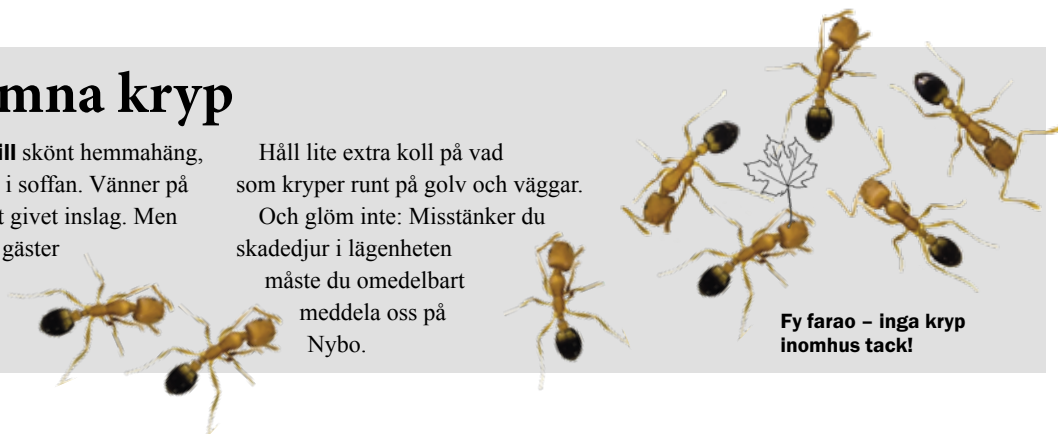 mna kryp
ill skönt hemmahäng,
i soffan. Vänner på
t givet inslag. Men
gäster
Håll lite extra koll på vad
som kryper runt på golv och väggar.
Och glöm inte: Misstänker du
skadedjur i lägenheten
måste du omedelbart
meddela oss på
Nybo.
Fy farao – inga kryp
inomhus tack!